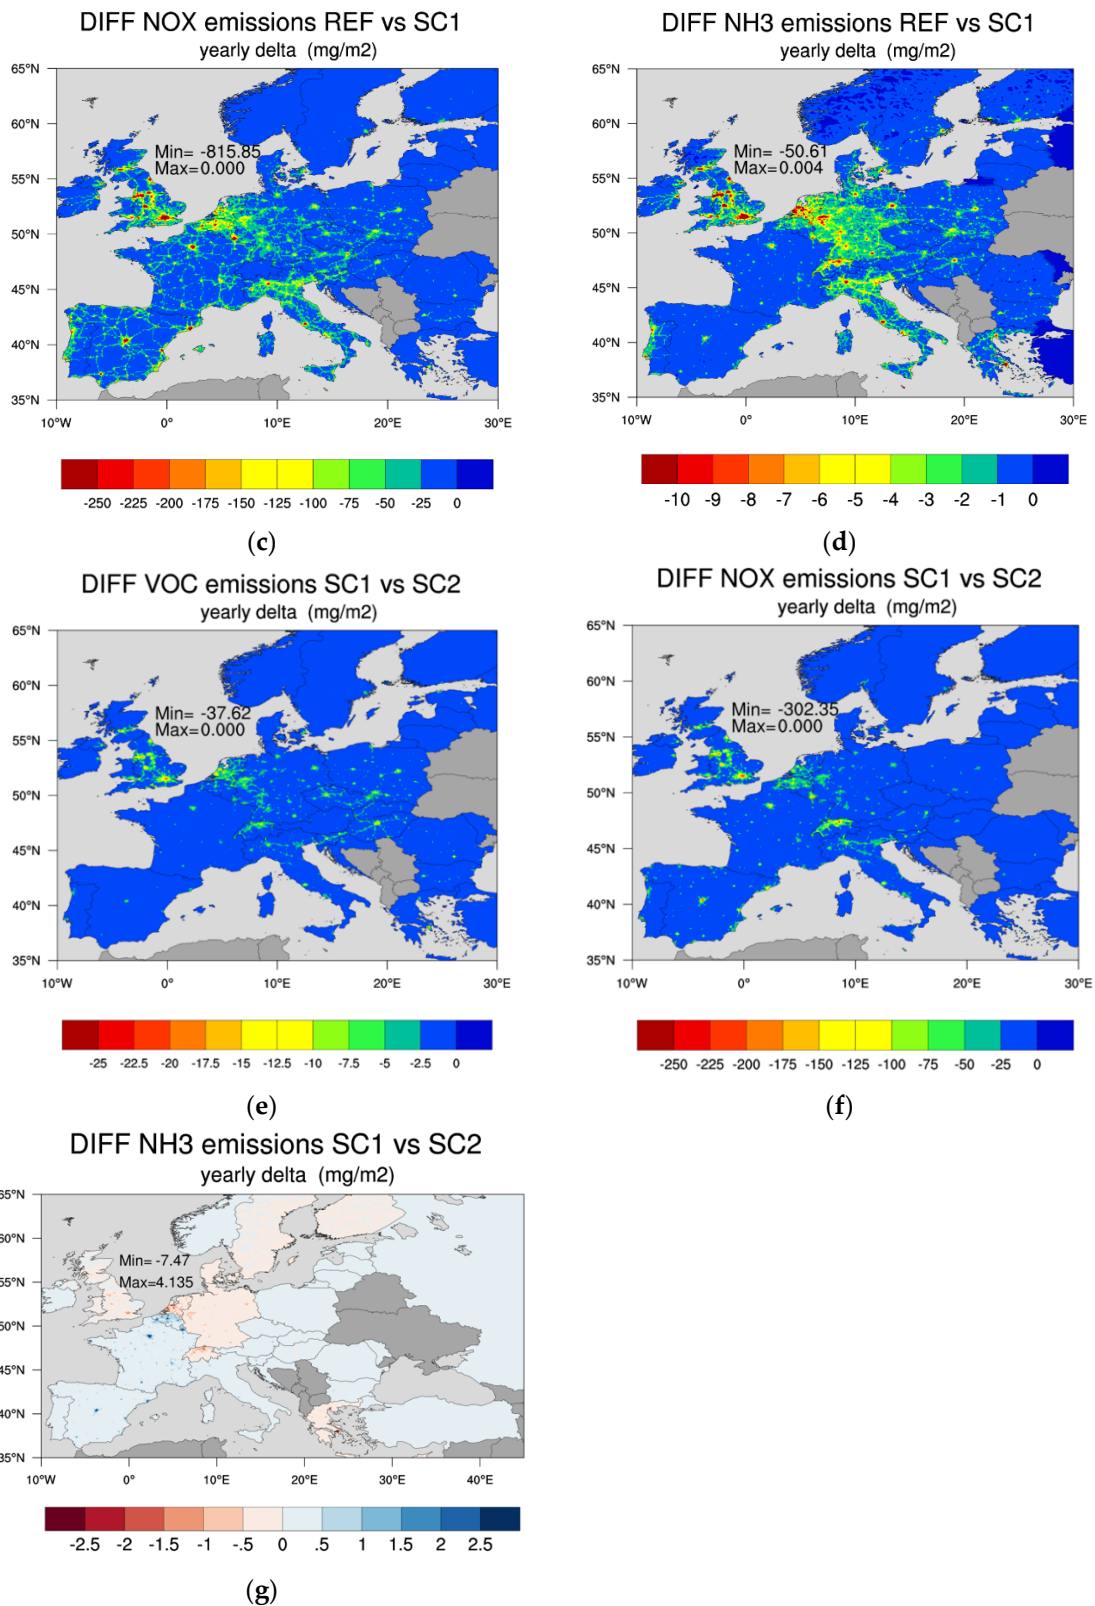 DIFF NOX emissions REF vs SC1
yearly delta (mg/m2)
65°N
60°N
55°N
50°N
45°N
40°N
35°N
Min= -815.85
Max=0.000
10°W 0° 10°E 20°E 30°E
-250 -225 -200 -175 -150 -125 -100 -75 -50 -25 0
(c)
DIFF NH3 emissions REF vs SC1
yearly delta (mg/m2)
65°N
60°N
55°N
50°N
45°N
40°N
35°N
Min= -50.61
Max= 0.004
10°W 0° 10°E 20°E 30°E
-10 -9 -8 -7 -6 -5 -4 -3 -2 -1 0
(d)
DIFF VOC emissions SC1 vs SC2
yearly delta (mg/m2)
65°N
60°N
55°N
50°N
45°N
40°N
35°N
Min= -37.62
Max=0.000
10°W 0° 10°E 20°E 30°E
-25 -22.5 -20 -17.5 -15 -12.5 -10 -7.5 -5 -2.5 0
(e)
DIFF NOX emissions SC1 vs SC2
yearly delta (mg/m2)
65°N
60°N
55°N
50°N
45°N
40°N
35°N
Min= -302.35
Max=0.000
10°W 0° 10°E 20°E 30°E
-250 -225 -200 -175 -150 -125 -100 -75 -50 -25 0
(f)
DIFF NH3 emissions SC1 vs SC2
yearly delta (mg/m2)
65°N
60°N
55°N
50°N
45°N
40°N
35°N
Min= -7.47
Max=4.135
10°W 0° 10°E 20°E 30°E 40°E
-2.5 -2 -1.5 -1 -.5 0 .5 1 1.5 2 2.5
(g)